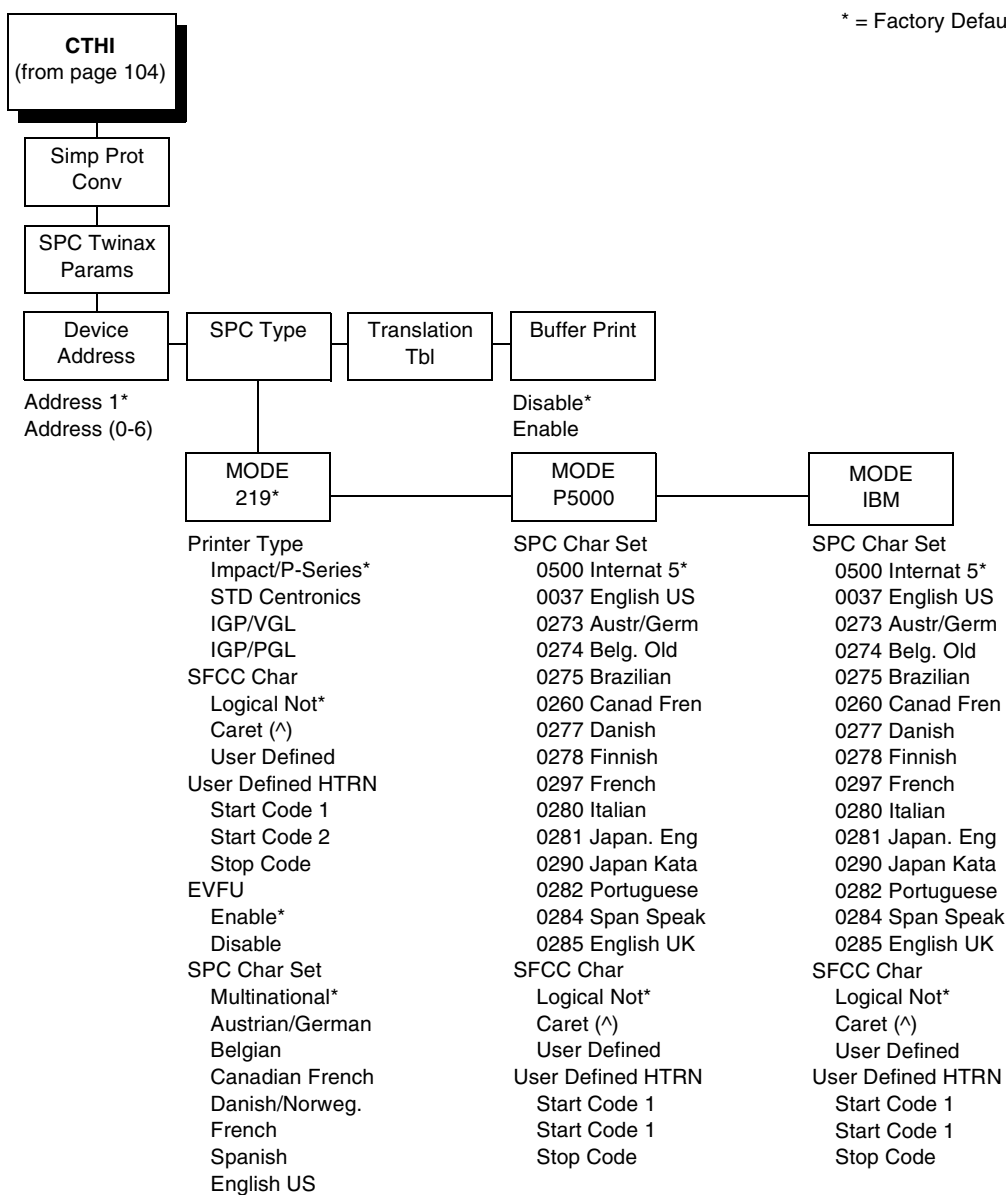 * = Factory Defau
CTHI
(from page 104)
Simp Prot
Conv
SPC Twinax
Params
Device
Address
SPC Type
Translation
Tbl
Buffer Print
Address 1*
Address (0-6)
Disable*
Enable
MODE
219*
MODE
P5000
MODE
IBM
Printer Type
Impact/P-Series*
STD Centronics
IGP/VGL
IGP/PGL
SFCC Char
Logical Not*
Caret (^)
User Defined
User Defined HTRN
Start Code 1
Start Code 2
Stop Code
EVFU
Enable*
Disable
SPC Char Set
Multinational*
Austrian/German
Belgian
Canadian French
Danish/Norweg.
French
Spanish
English US
SPC Char Set
0500 Internat 5*
0037 English US
0273 Austr/Germ
0274 Belg. Old
0275 Brazilian
0260 Canad Fren
0277 Danish
0278 Finnish
0297 French
0280 Italian
0281 Japan. Eng
0290 Japan Kata
0282 Portuguese
0284 Span Speak
0285 English UK
SFCC Char
Logical Not*
Caret (^)
User Defined
User Defined HTRN
Start Code 1
Start Code 1
Stop Code
SPC Char Set
0500 Internat 5*
0037 English US
0273 Austr/Germ
0274 Belg. Old
0275 Brazilian
0260 Canad Fren
0277 Danish
0278 Finnish
0297 French
0280 Italian
0281 Japan. Eng
0290 Japan Kata
0282 Portuguese
0284 Span Speak
0285 English UK
SFCC Char
Logical Not*
Caret (^)
User Defined
User Defined HTRN
Start Code 1
Start Code 1
Stop Code